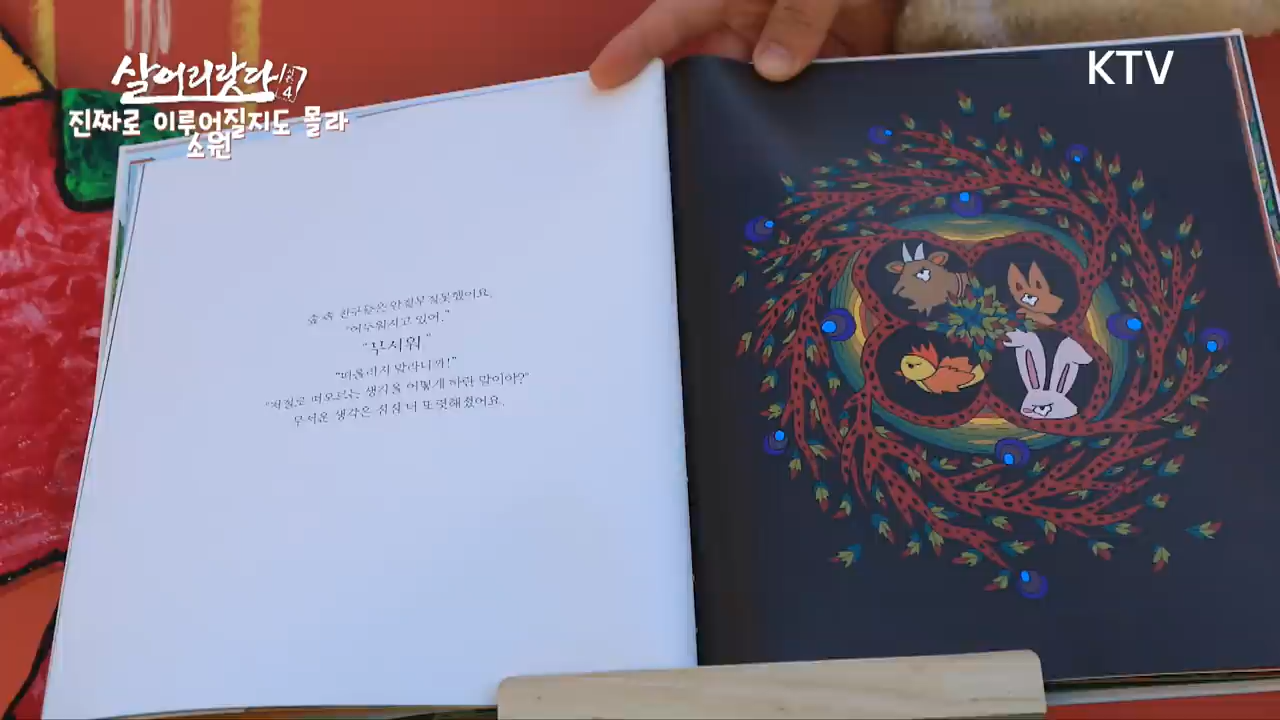 살어리랏다
시즌4
진짜로 이루어질지도 몰라
소원
KTV
숲속 친구들은 안절부절못했어요.
"어두워지고 있어."
"무서워."
"떠올리지 말라니까!"
"저절로 떠오르는 생각을 어떻게 하란 말이야?"
무서운 생각은 점점 더 또렷해졌어요.